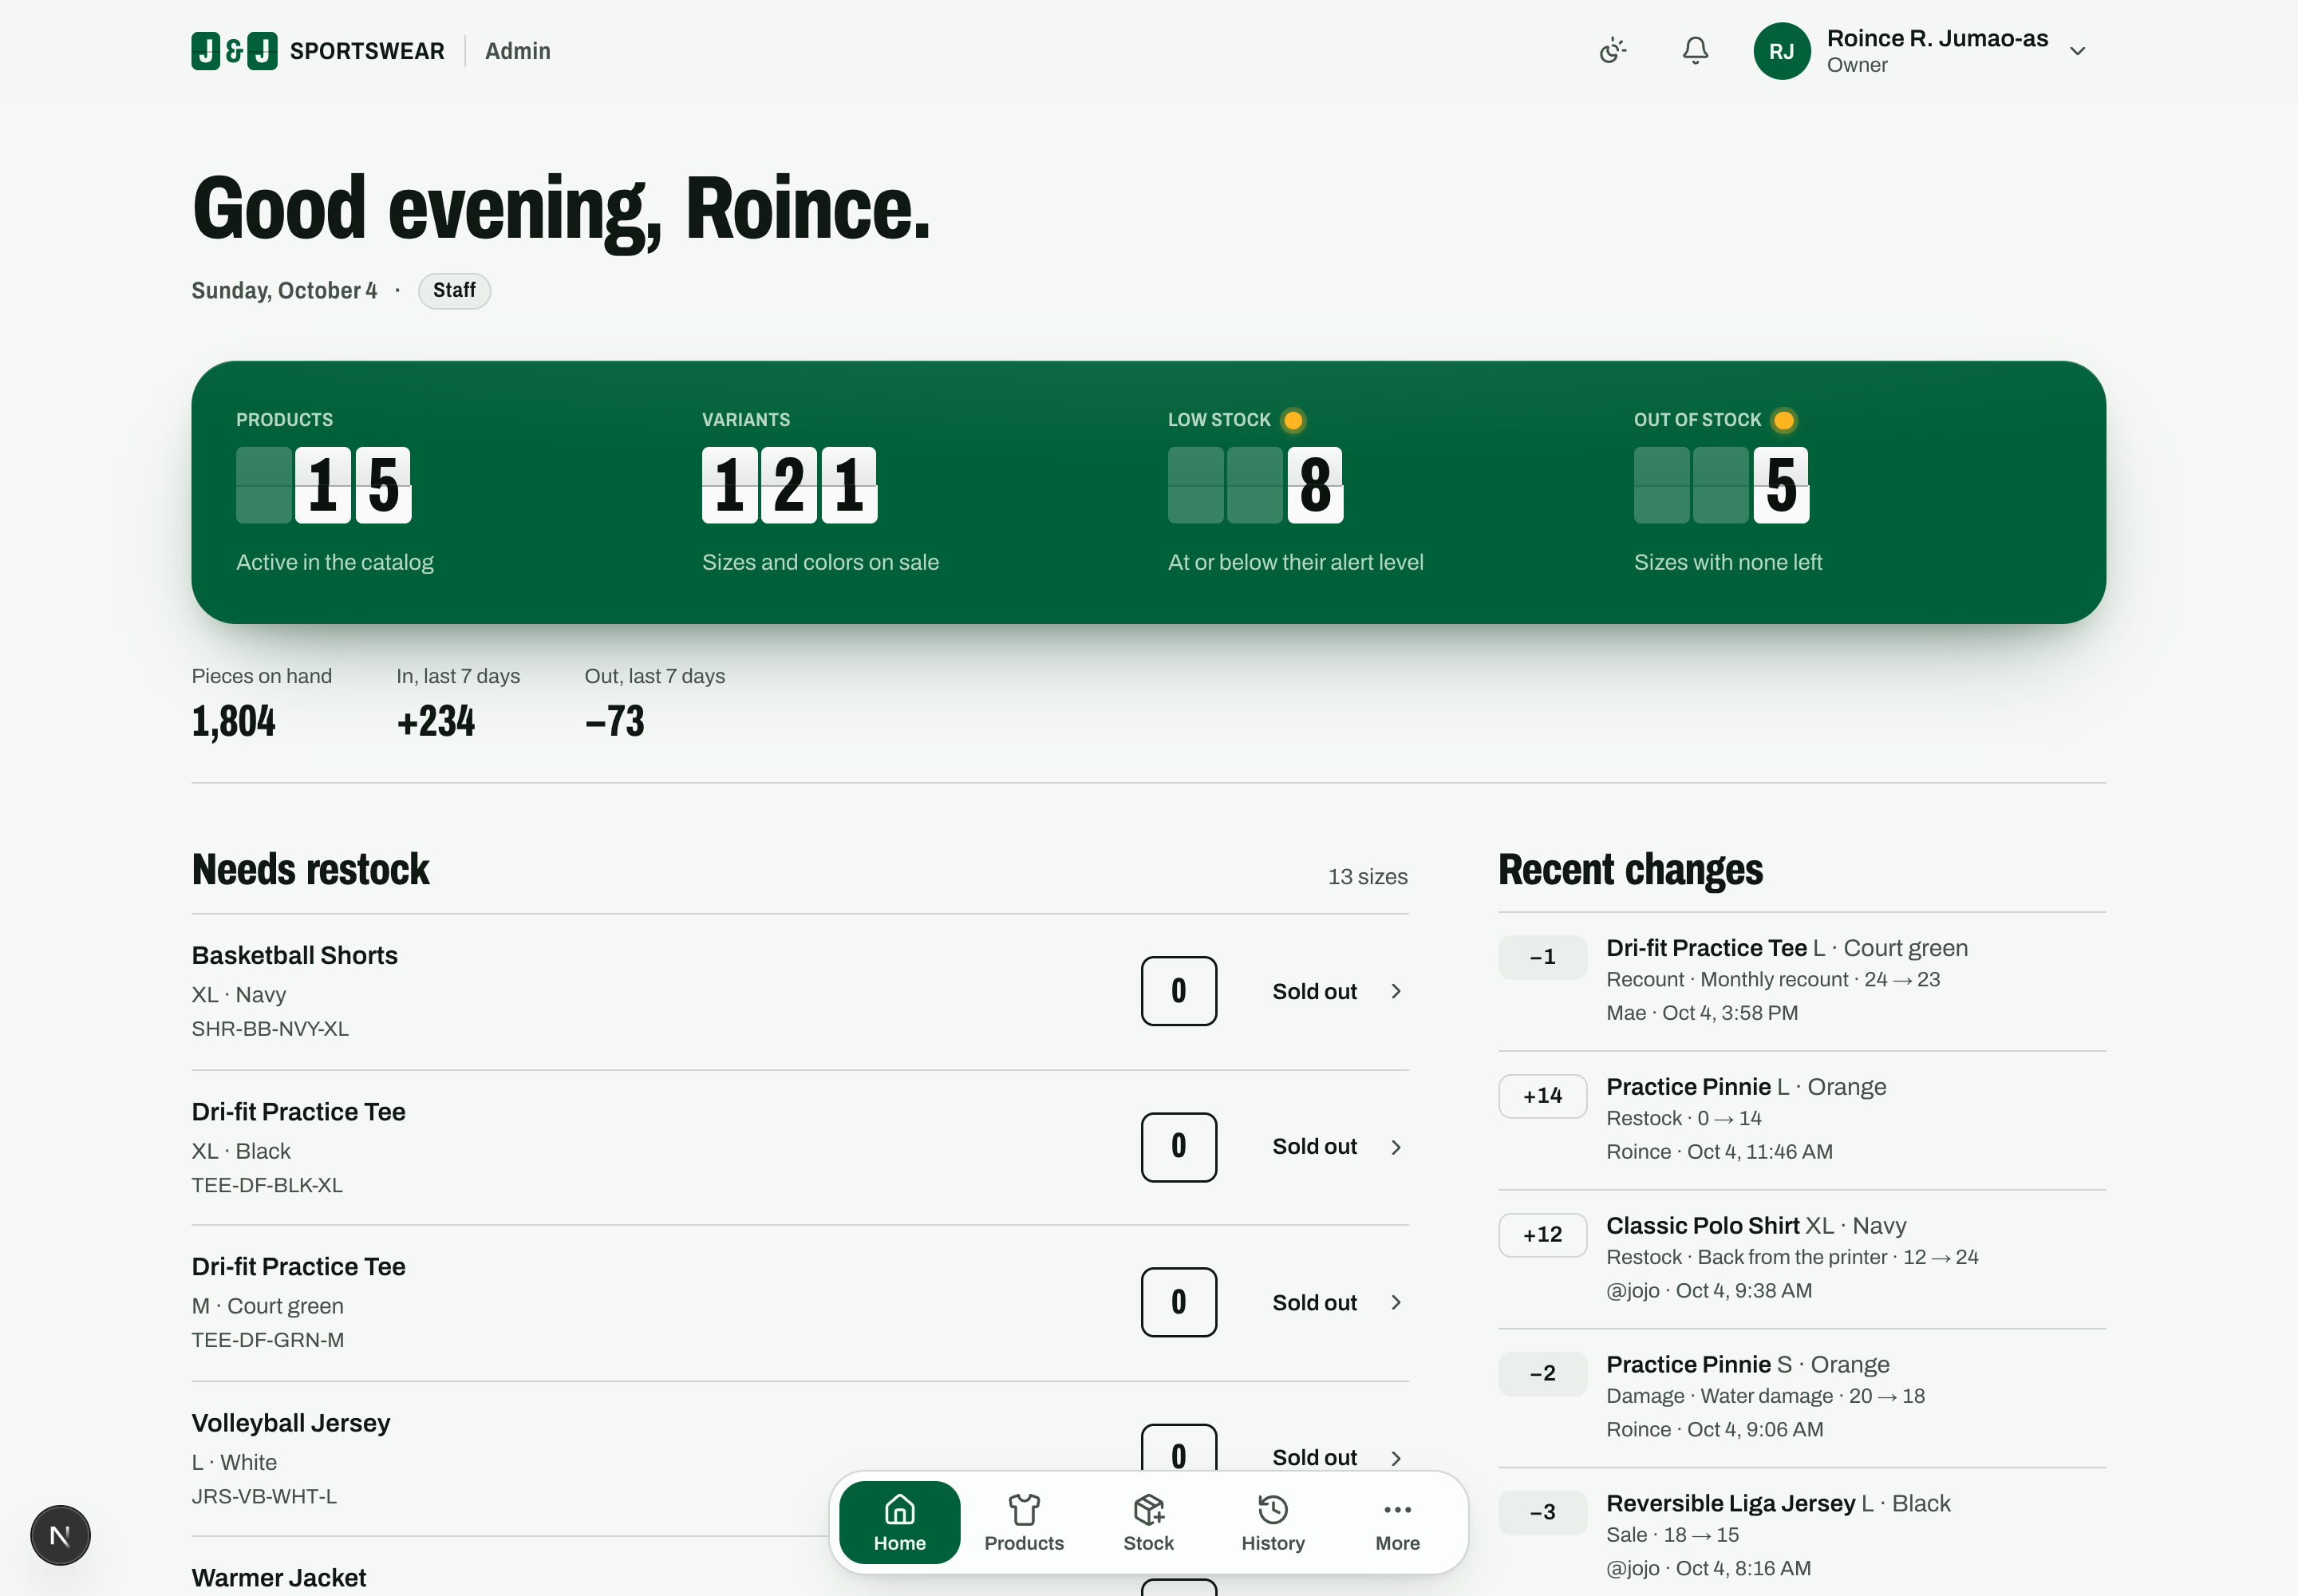 J & J SPORTSWEAR Admin
RJ
Roince R. Jumao-as
Owner
Good evening, Roince.
Sunday, October 4 · Staff
PRODUCTS
15
Active in the catalog
VARIANTS
121
Sizes and colors on sale
LOW STOCK
8
At or below their alert level
OUT OF STOCK
5
Sizes with none left
Pieces on hand
1,804
In, last 7 days
+234
Out, last 7 days
−73
Needs restock
13 sizes
Basketball Shorts
XL · Navy
SHR-BB-NVY-XL
0
Sold out
Dri-fit Practice Tee
XL · Black
TEE-DF-BLK-XL
0
Sold out
Dri-fit Practice Tee
M · Court green
TEE-DF-GRN-M
0
Sold out
Volleyball Jersey
L · White
JRS-VB-WHT-L
0
Sold out
Warmer Jacket
Recent changes
−1
Dri-fit Practice Tee L · Court green
Recount · Monthly recount · 24 → 23
Mae · Oct 4, 3:58 PM
+14
Practice Pinnie L · Orange
Restock · 0 → 14
Roince · Oct 4, 11:46 AM
+12
Classic Polo Shirt XL · Navy
Restock · Back from the printer · 12 → 24
@jojo · Oct 4, 9:38 AM
−2
Practice Pinnie S · Orange
Damage · Water damage · 20 → 18
Roince · Oct 4, 9:06 AM
−3
Reversible Liga Jersey L · Black
Sale · 18 → 15
@jojo · Oct 4, 8:16 AM
N
Home
Products
Stock
History
More